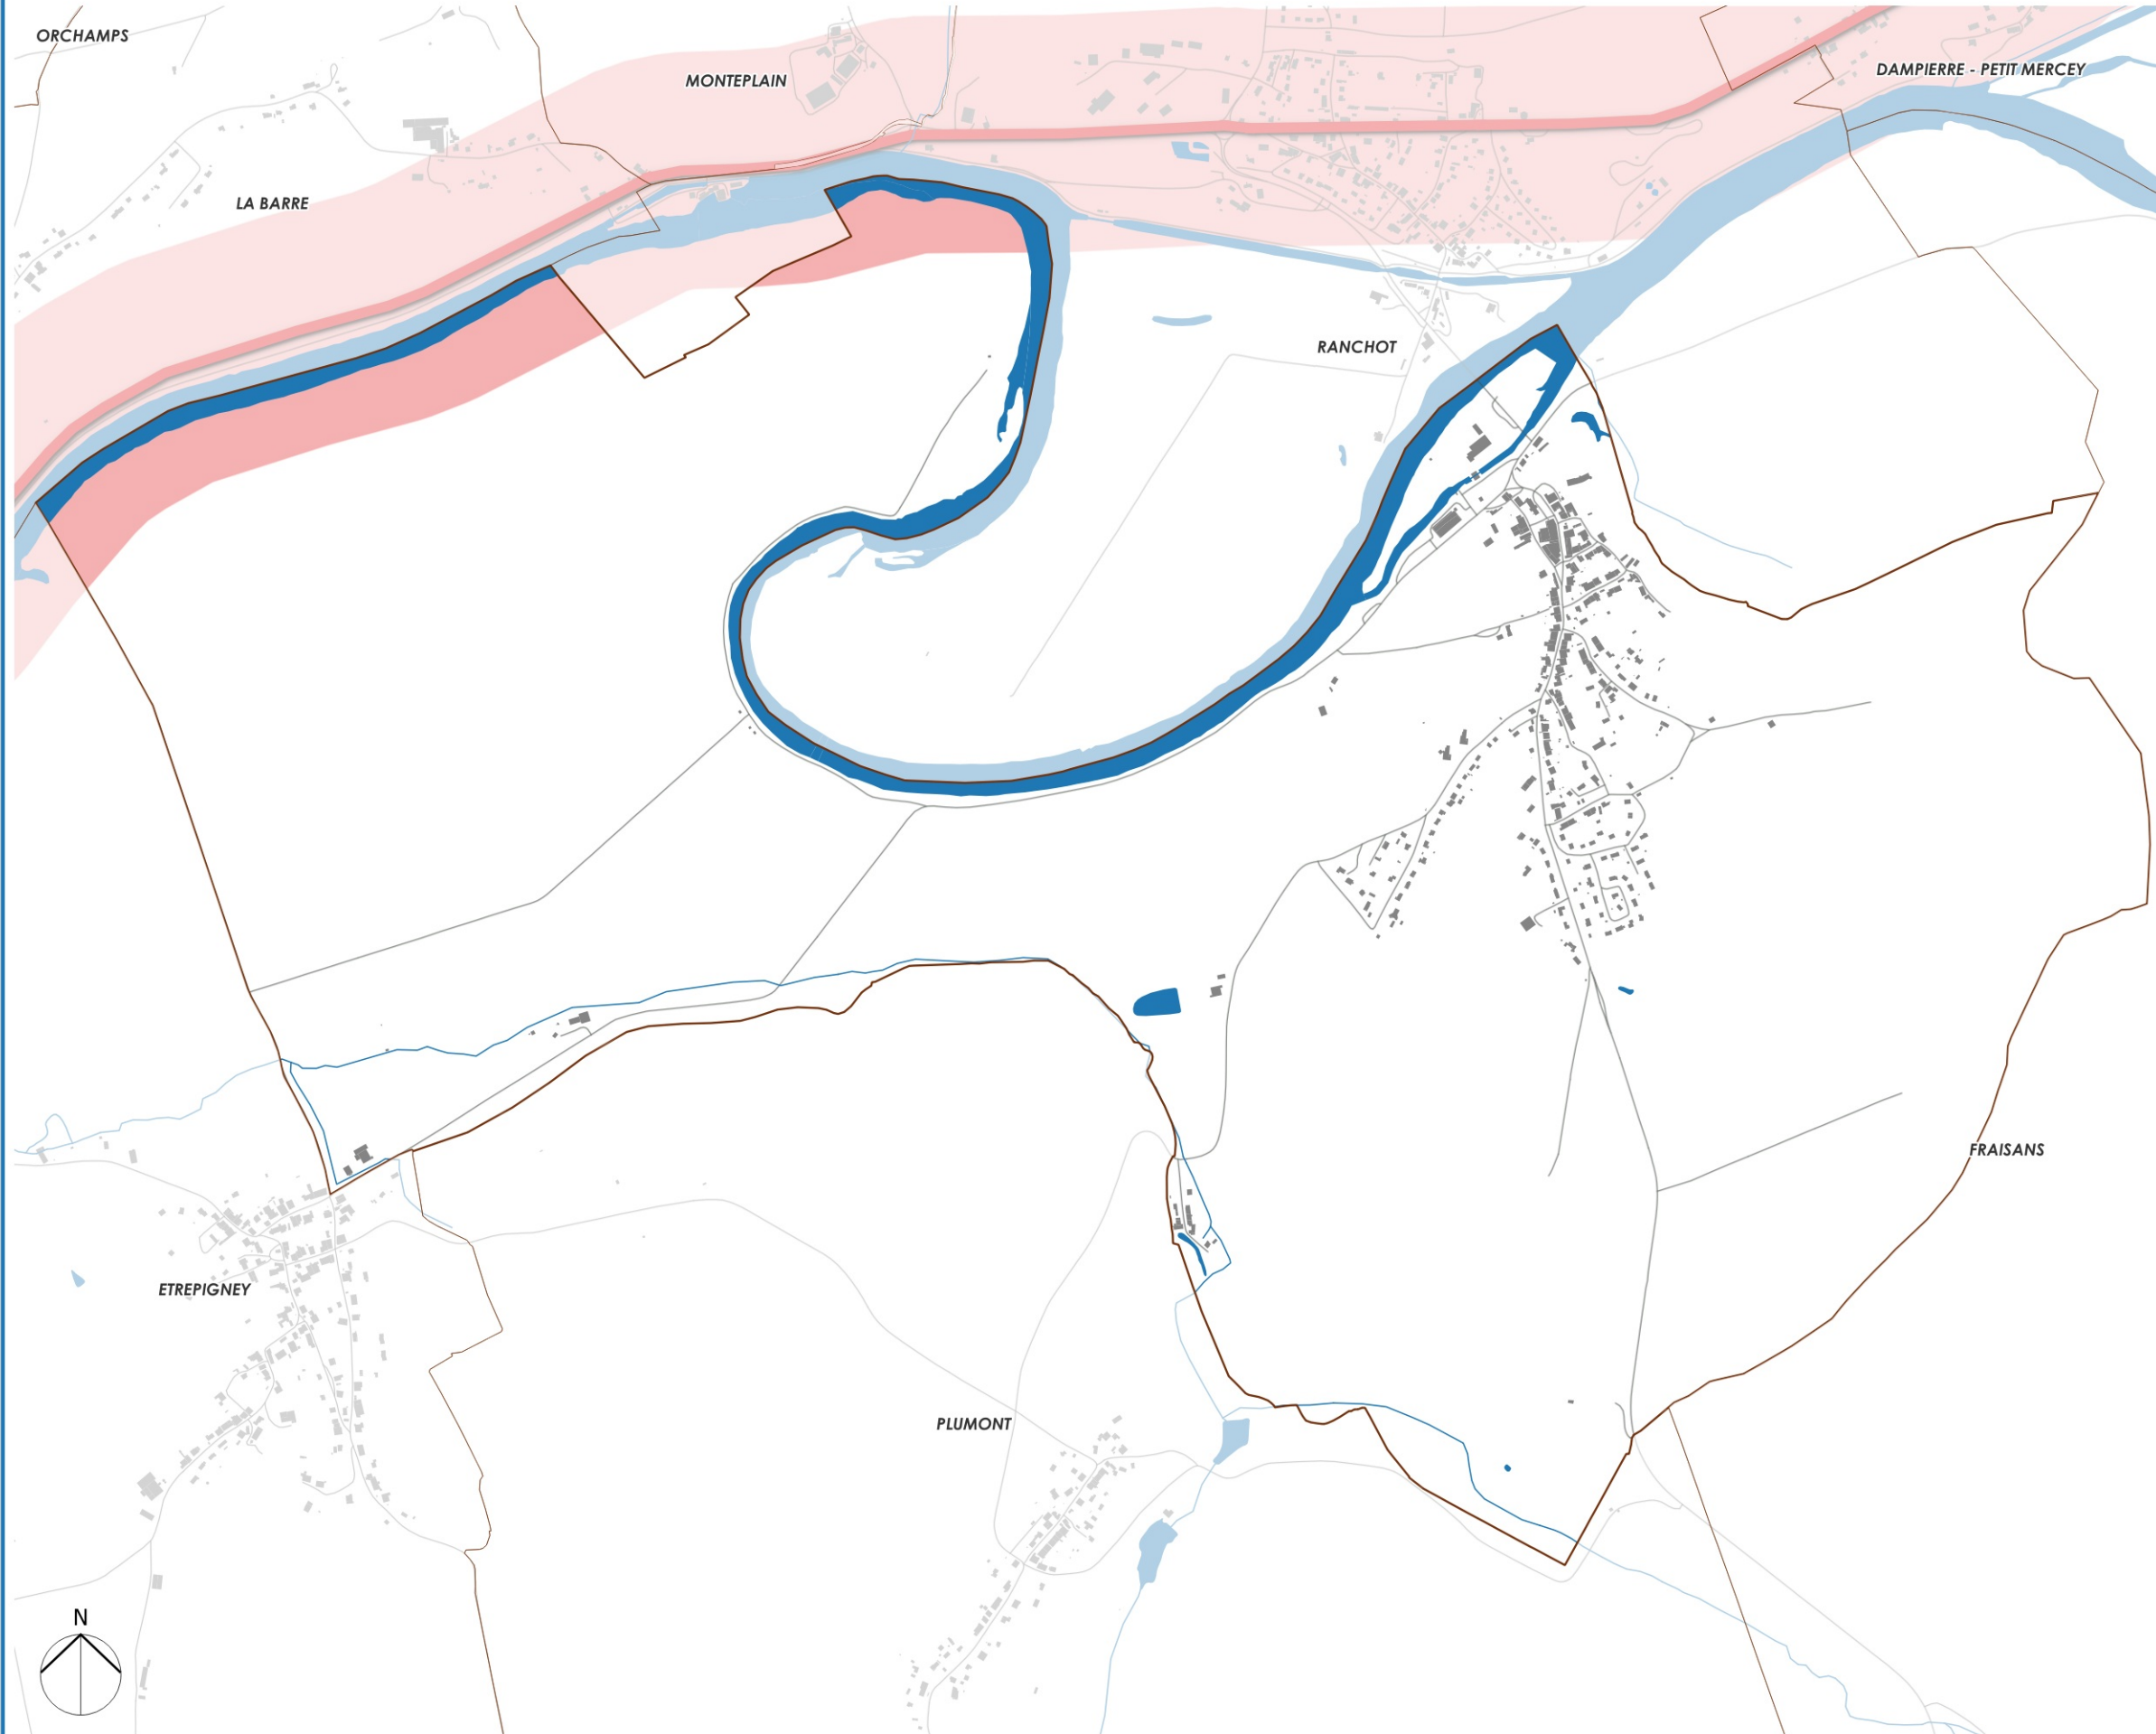 ORCHAMPS
DAMPIERRE - PETIT MERCEY
MONTEPLAIN
LA BARRE
RANCHOT
FRAISANS
ETREPIGNEY
PLUMONT
N